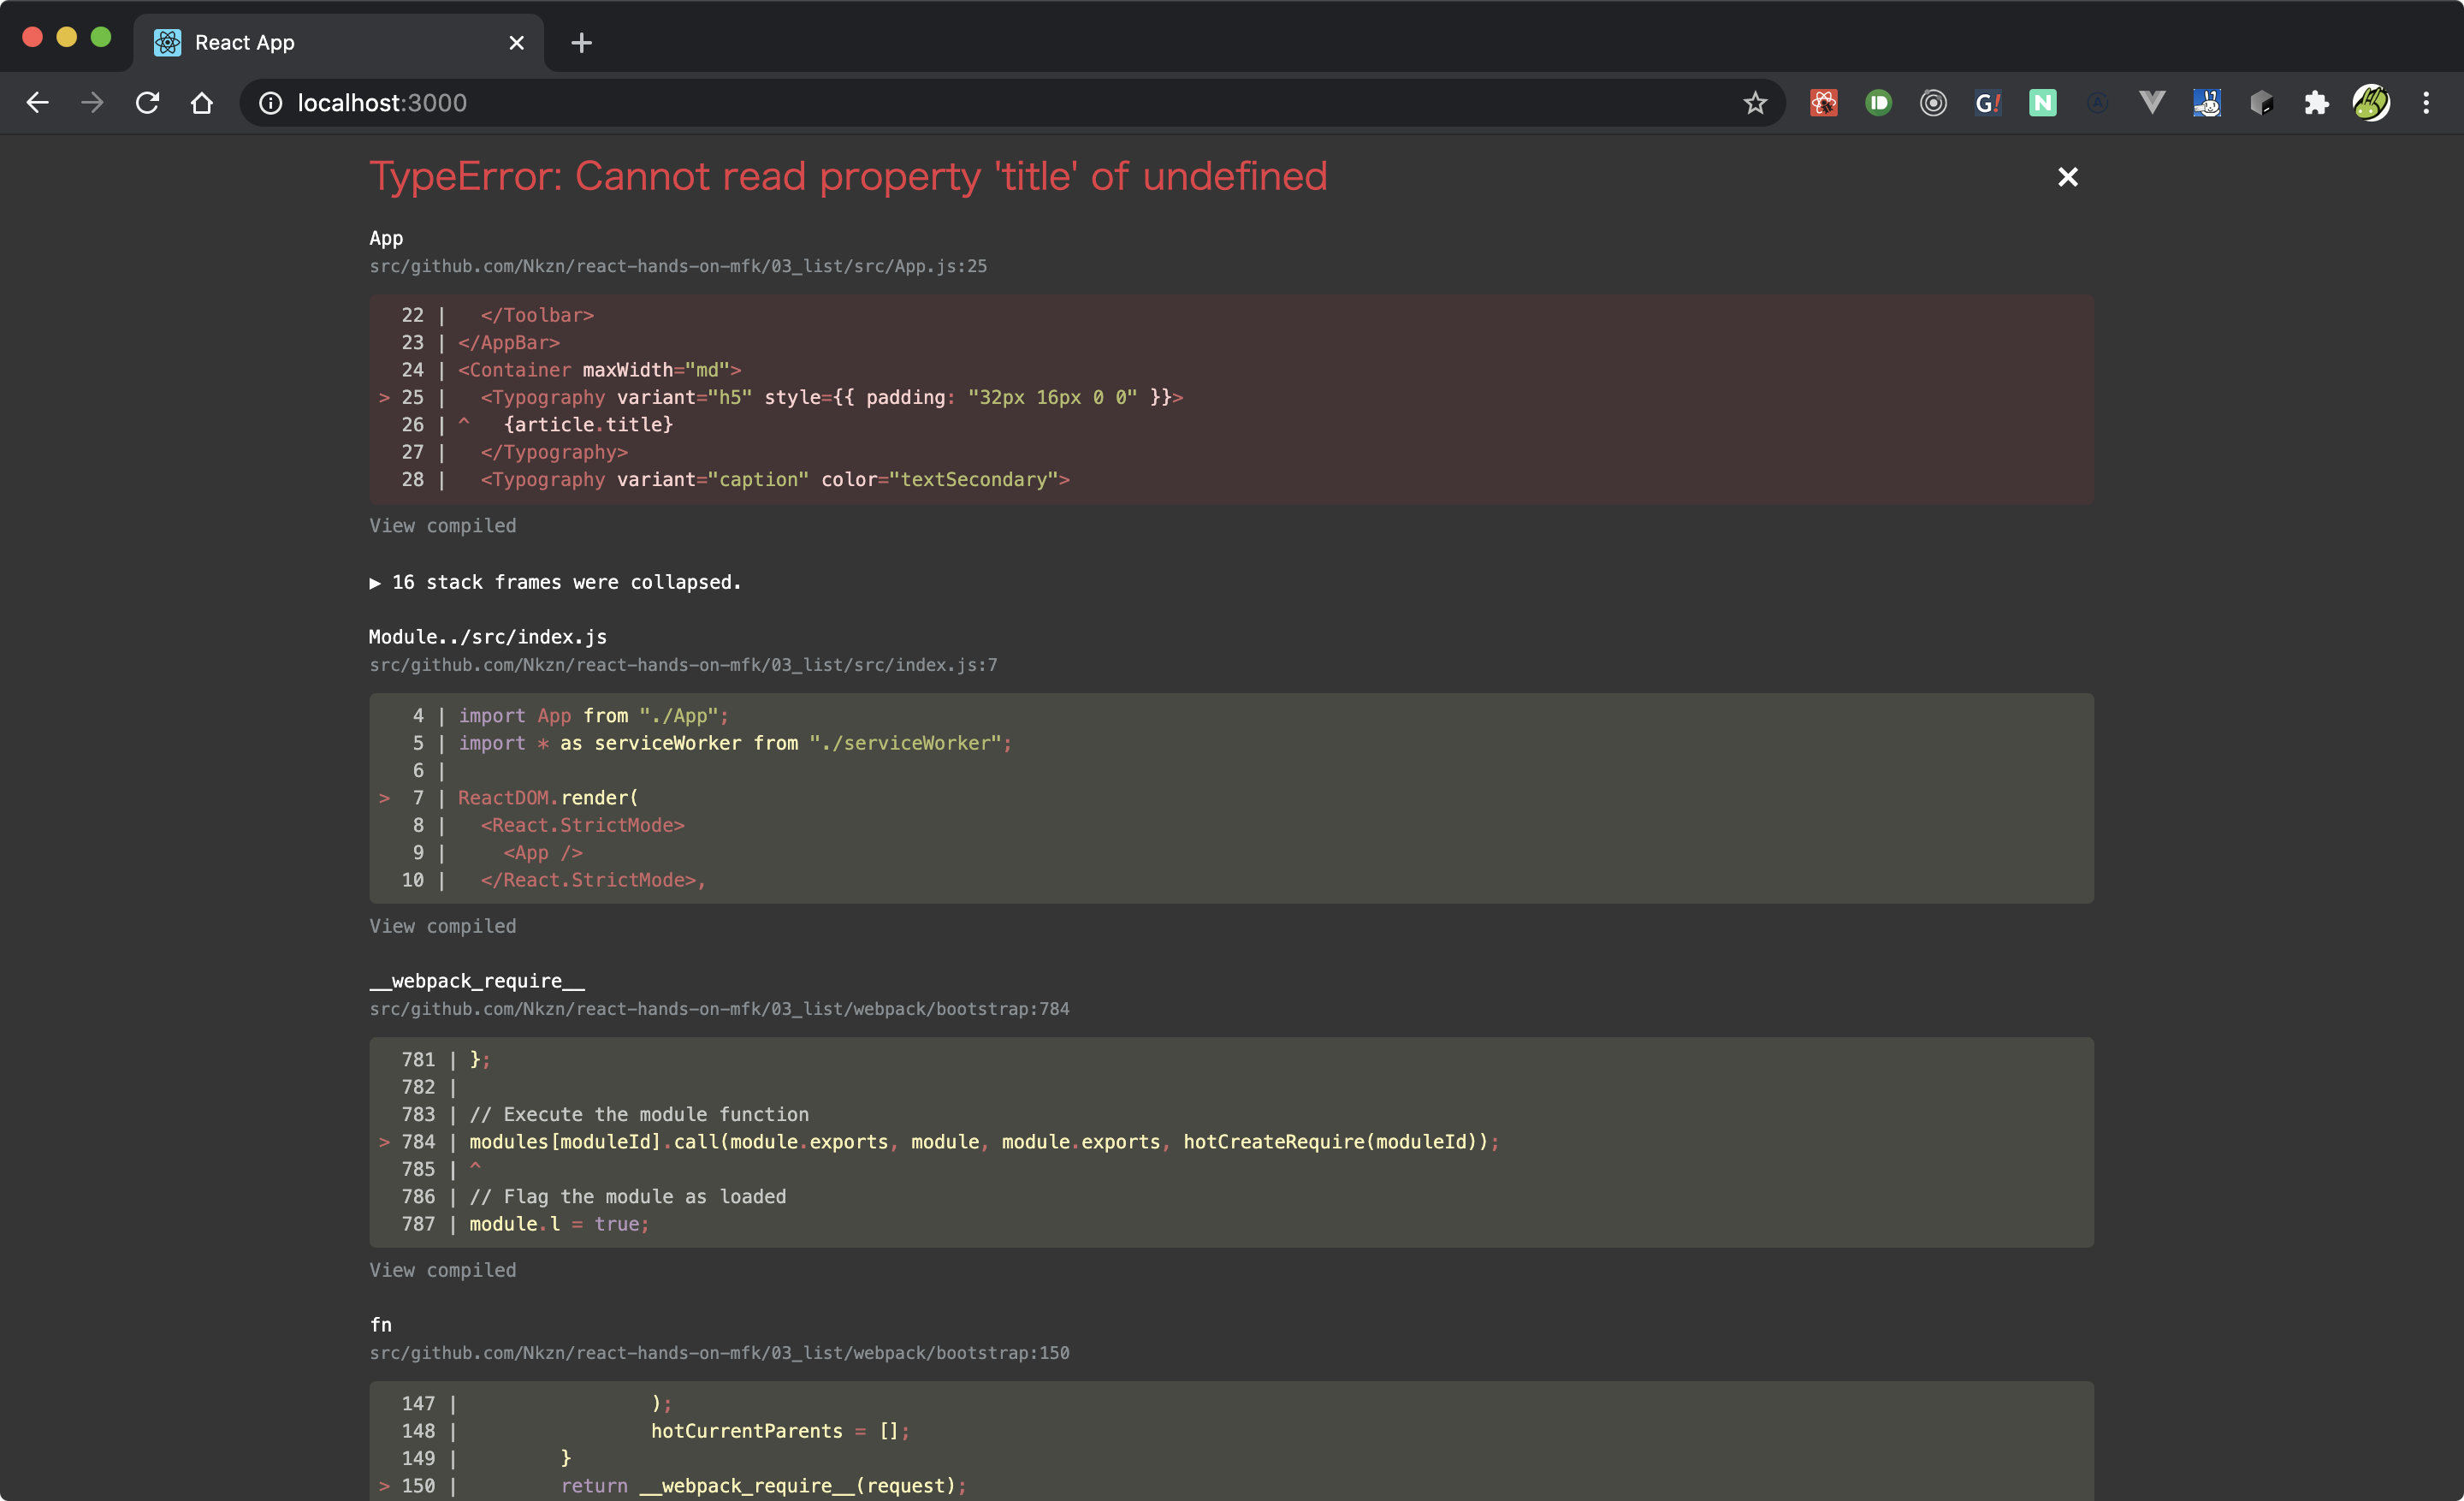 React App
localhost:3000
TypeError: Cannot read property 'title' of undefined
App
src/github.com/Nkzn/react-hands-on-mfk/03_list/src/App.js:25
22 |   </Toolbar>
23 | </AppBar>
24 | <Container maxWidth="md">
> 25 |   <Typography variant="h5" style={{ padding: "32px 16px 0 0" }}>
26 | ^   {article.title}
27 |   </Typography>
28 |   <Typography variant="caption" color="textSecondary">
View compiled
▶ 16 stack frames were collapsed.
Module../src/index.js
src/github.com/Nkzn/react-hands-on-mfk/03_list/src/index.js:7
4 | import App from "./App";
5 | import * as serviceWorker from "./serviceWorker";
6 |
> 7 | ReactDOM.render(
8 |   <React.StrictMode>
9 |     <App />
10 |   </React.StrictMode>,
View compiled
__webpack_require__
src/github.com/Nkzn/react-hands-on-mfk/03_list/webpack/bootstrap:784
781 | };
782 |
783 | // Execute the module function
> 784 | modules[moduleId].call(module.exports, module, module.exports, hotCreateRequire(moduleId));
785 | ^
786 | // Flag the module as loaded
787 | module.l = true;
View compiled
fn
src/github.com/Nkzn/react-hands-on-mfk/03_list/webpack/bootstrap:150
147 |                 );
148 |                 hotCurrentParents = [];
149 |         }
> 150 |         return __webpack_require__(request);